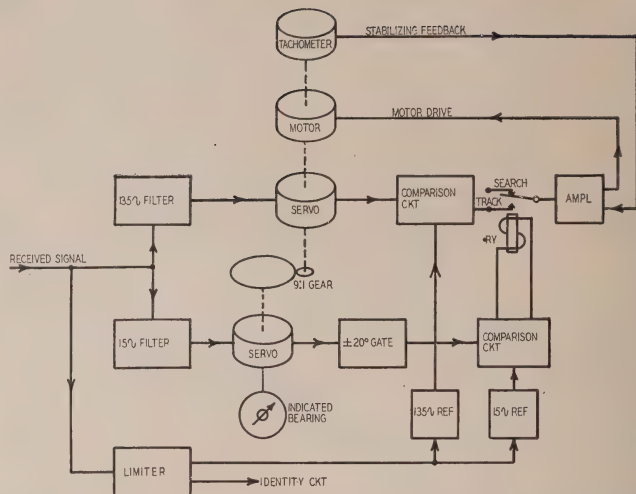 TACHOMETER
STABILIZING FEEDBACK
MOTOR
MOTOR DRIVE
135~ FILTER
SERVO
COMPARISON
CKT
SEARCH
TRACK
AMPL
RY
RECEIVED SIGNAL
9:1 GEAR
15~ FILTER
SERVO
±20° GATE
COMPARISON
CKT
INDICATED
BEARING
135~ REF
15~ REF
LIMITER
IDENTITY CKT